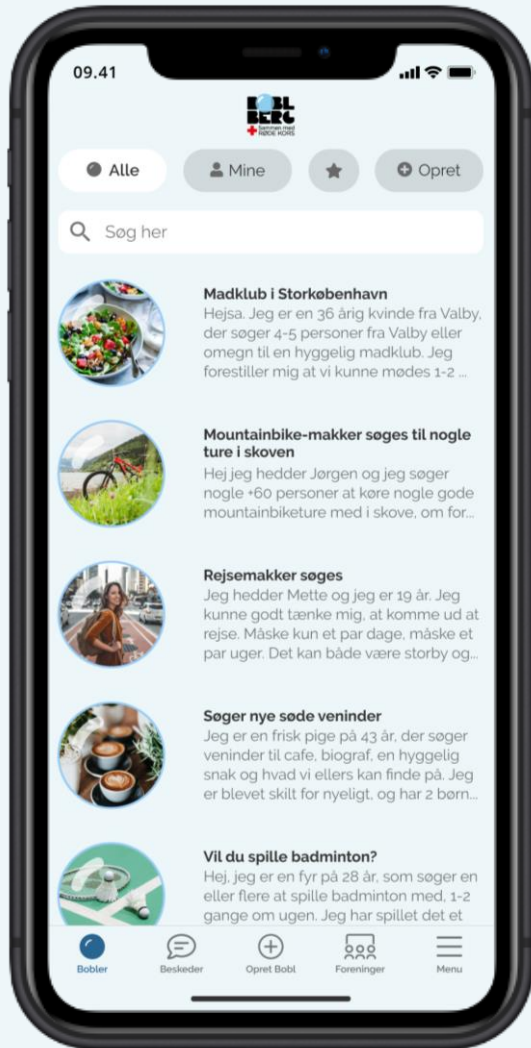 09.41
BOBL
BERG
Sammen med
RØDE KORS
Alle
Mine
Opret
Søg her
Madklub i Storkøbenhavn
Hejsa. Jeg er en 36 årig kvinde fra Valby,
der søger 4-5 personer fra Valby eller
omegn til en hyggelig madklub. Jeg
forestiller mig at vi kunne mødes 1-2 ...
Mountainbike-makker søges til nogle
ture i skoven
Hej jeg hedder Jørgen og jeg søger
nogle +60 personer at køre nogle gode
mountainbiketure med i skove, om for...
Rejsemakker søges
Jeg hedder Mette og jeg er 19 år. Jeg
kunne godt tænke mig, at komme ud at
rejse. Måske kun et par dage, måske et
par uger. Det kan både være storby og...
Søger nye søde veninder
Jeg er en frisk pige på 43 år, der søger
veninder til cafe, biograf, en hyggelig
snak og hvad vi ellers kan finde på. Jeg
er blevet skilt for nyeligt, og har 2 børn...
Vil du spille badminton?
Hej, jeg er en fyr på 28 år, som søger en
eller flere at spille badminton med, 1-2
gange om ugen. Jeg har spillet det et
Bobler
Beskeder
Opret Bobl
Foreninger
Menu